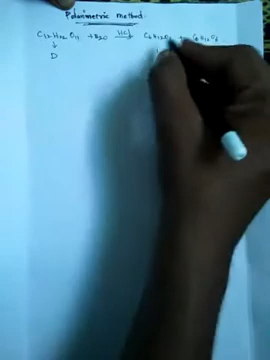 Polarimetric method:
C₁₂H₂₂O₁₁ + H₂O HCl → C₆H₁₂O₆ + C₆H₁₂O₆
↓
D